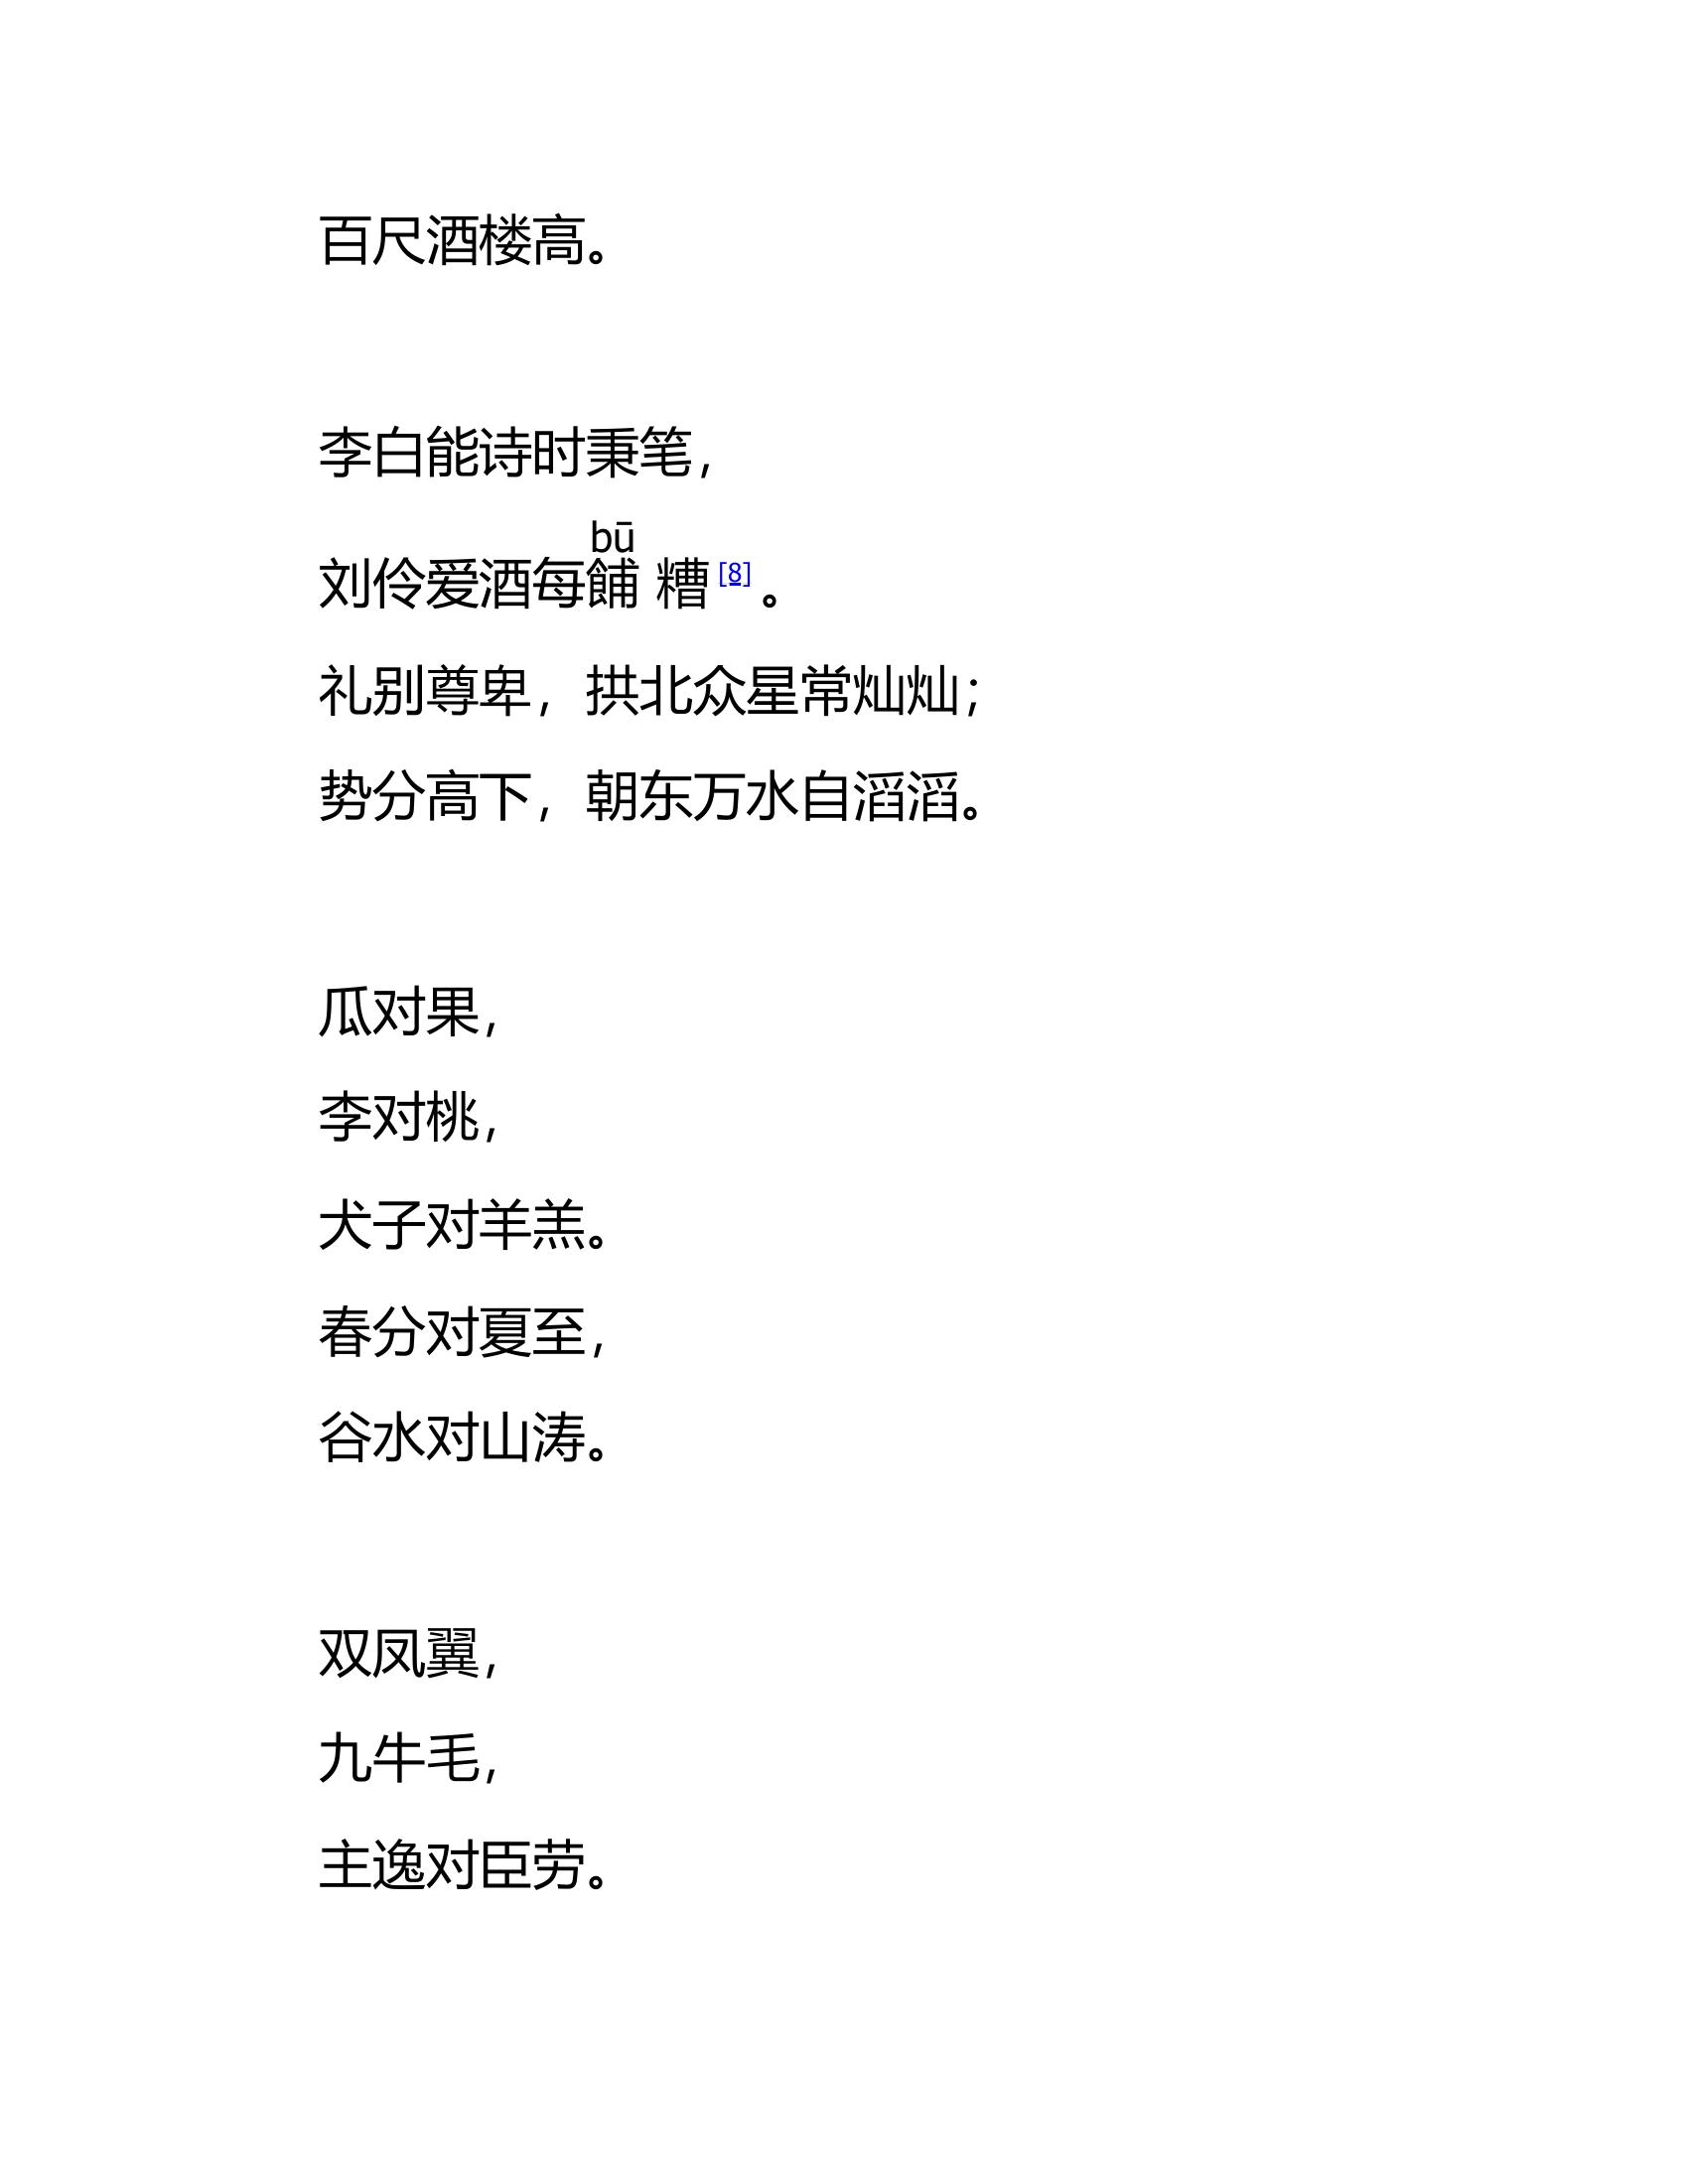 百尺酒楼高。
李白能诗时秉笔，
bū
刘伶爱酒每餔 糟[8]。
礼别尊卑，拱北众星常灿灿；
势分高下，朝东万水自滔滔。
瓜对果，
李对桃，
犬子对羊羔。
春分对夏至，
谷水对山涛。
双凤翼，
九牛毛，
主逸对臣劳。